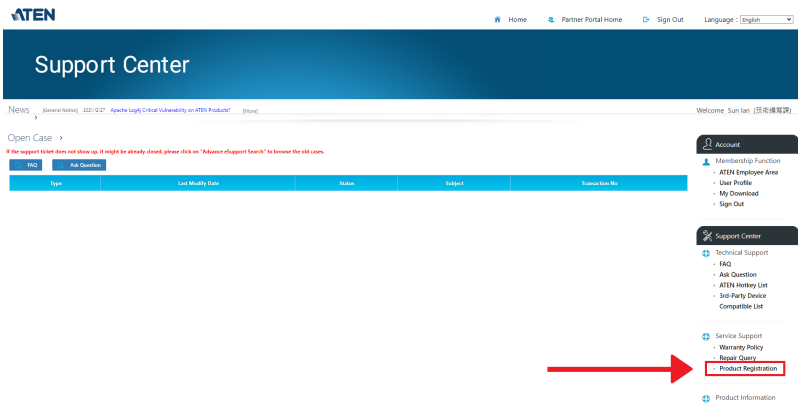 ATEN
Home
Partner Portal Home
Sign Out
Language : English
Support Center
News [General Notice] 2021/12/27 Apache Log4j Critical Vulnerability on ATEN Products? [More]
Welcome Sun Ian [技術編寫課]
Open Case
If the support ticket does not show up, it might be already closed, please click on "Advance eSupport Search" to browse the old cases.
FAQ
Ask Question
Type Last Modify Date Status Subject Transaction No
Account
Membership Function
ATEN Employee Area
User Profile
My Download
Sign Out
Support Center
Technical Support
FAQ
Ask Question
ATEN Hotkey List
3rd-Party Device
Compatible List
Service Support
Warranty Policy
Repair Query
Product Registration
Product Information